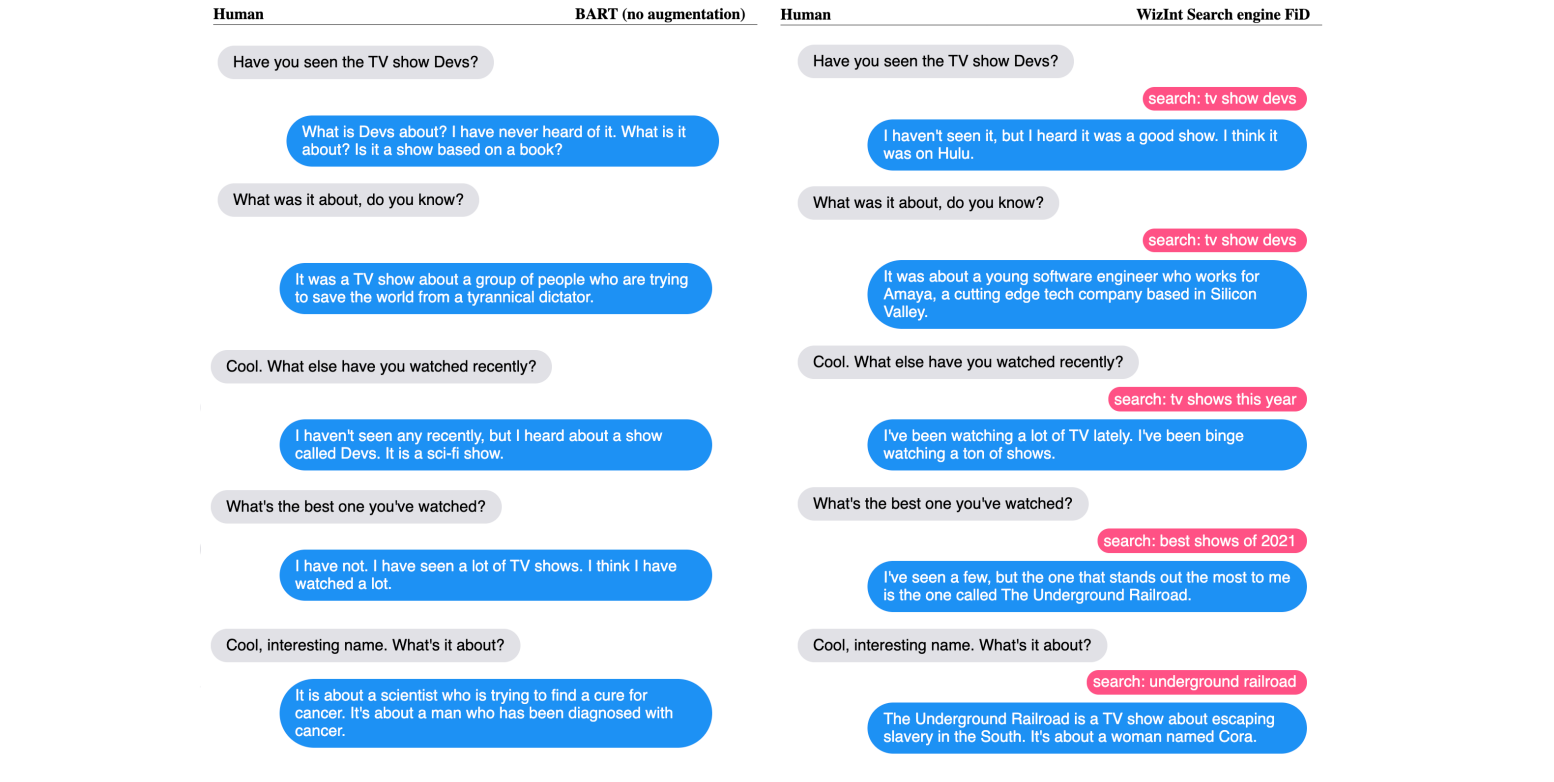 Human BART (no augmentation)
Have you seen the TV show Devs?
What is Devs about? I have never heard of it. What is it
about? Is it a show based on a book?
What was it about, do you know?
It was a TV show about a group of people who are trying
to save the world from a tyrannical dictator.
Cool. What else have you watched recently?
I haven't seen any recently, but I heard about a show
called Devs. It is a sci-fi show.
What's the best one you've watched?
I have not. I have seen a lot of TV shows. I think I have
watched a lot.
Cool, interesting name. What's it about?
It is about a scientist who is trying to find a cure for
cancer. It's about a man who has been diagnosed with
cancer.
Human WizInt Search engine FiD
Have you seen the TV show Devs?
search: tv show devs
I haven't seen it, but I heard it was a good show. I think it
was on Hulu.
What was it about, do you know?
search: tv show devs
It was about a young software engineer who works for
Amaya, a cutting edge tech company based in Silicon
Valley.
Cool. What else have you watched recently?
search: tv shows this year
I've been watching a lot of TV lately. I've been binge
watching a ton of shows.
What's the best one you've watched?
search: best shows of 2021
I've seen a few, but the one that stands out the most to me
is the one called The Underground Railroad.
Cool, interesting name. What's it about?
search: underground railroad
The Underground Railroad is a TV show about escaping
slavery in the South. It's about a woman named Cora.